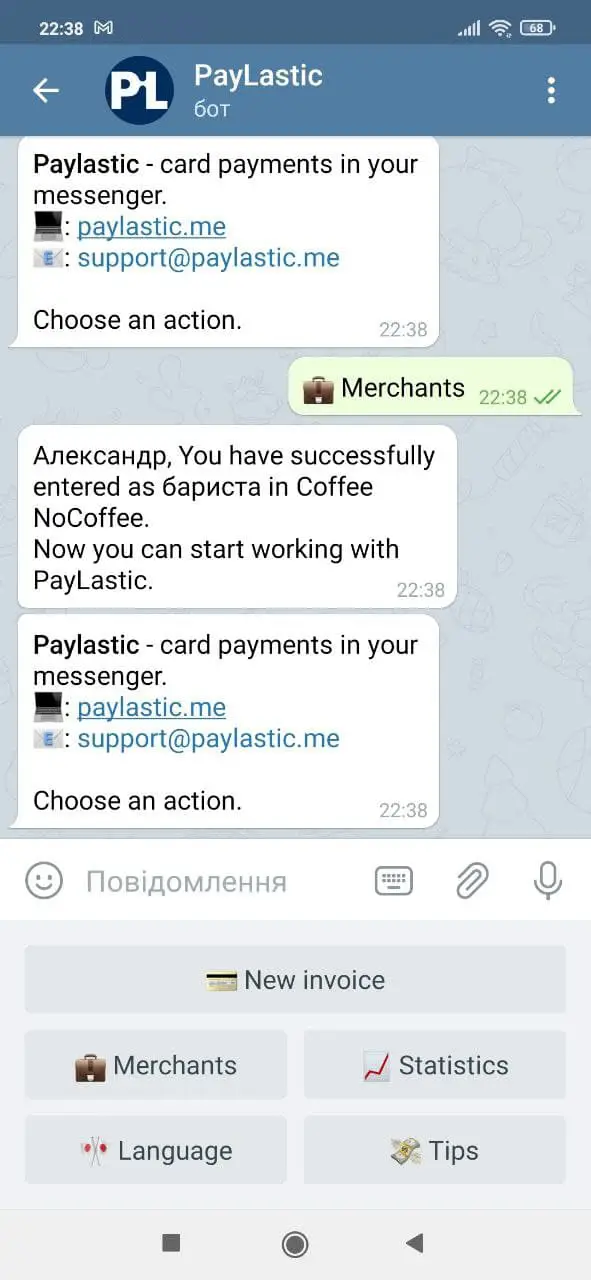 22:38
68
PL
PayLastic
бот
Paylastic - card payments in your
messenger.
: paylastic.me
: support@paylastic.me
Choose an action.
22:38
Merchants 22:38
Александр, You have successfully
entered as бариста in Coffee
NoCoffee.
Now you can start working with
PayLastic.
22:38
Paylastic - card payments in your
messenger.
: paylastic.me
: support@paylastic.me
Choose an action.
22:38
Повідомлення
New invoice
Merchants
Statistics
Language
Tips